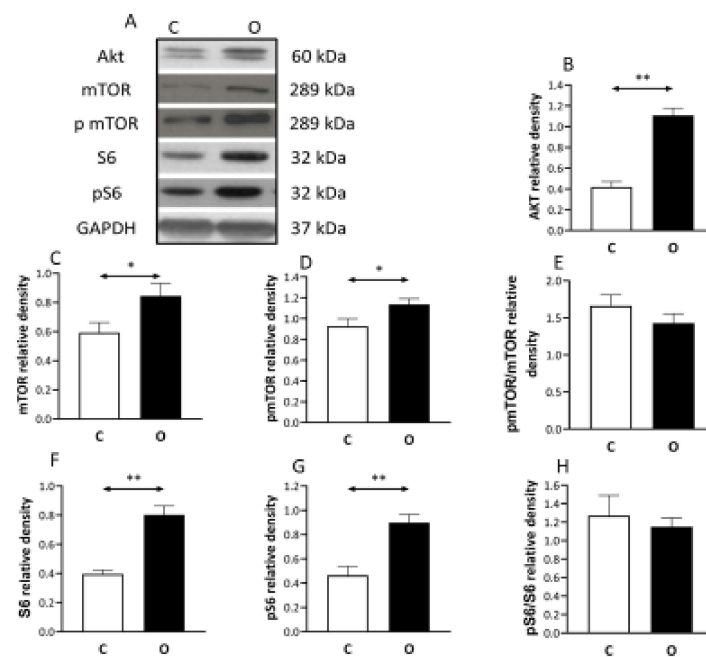 A
C O
Akt 60 kDa
mTOR 289 kDa
p mTOR 289 kDa
S6 32 kDa
pS6 32 kDa
GAPDH 37 kDa
B
AKT relative density
1.4
1.2
1.0
0.8
0.6
0.4
0.2
0.0
**
C O
C
mTOR relative density
1.0
0.8
0.6
0.4
0.2
0.0
*
C O
D
pmTOR relative density
1.4
1.2
1.0
0.8
0.6
0.4
0.2
0.0
*
C O
E
pmTOR/mTOR relative
density
2.0
1.5
1.0
0.5
0.0
C O
F
S6 relative density
1.0
0.8
0.6
0.4
0.2
0.0
**
C O
G
pS6 relative density
1.2
1.0
0.8
0.6
0.4
0.2
0.0
**
C O
H
pS6/S6 relative density
1.6
1.4
1.2
1.0
0.8
0.6
0.4
0.2
0.0
C O